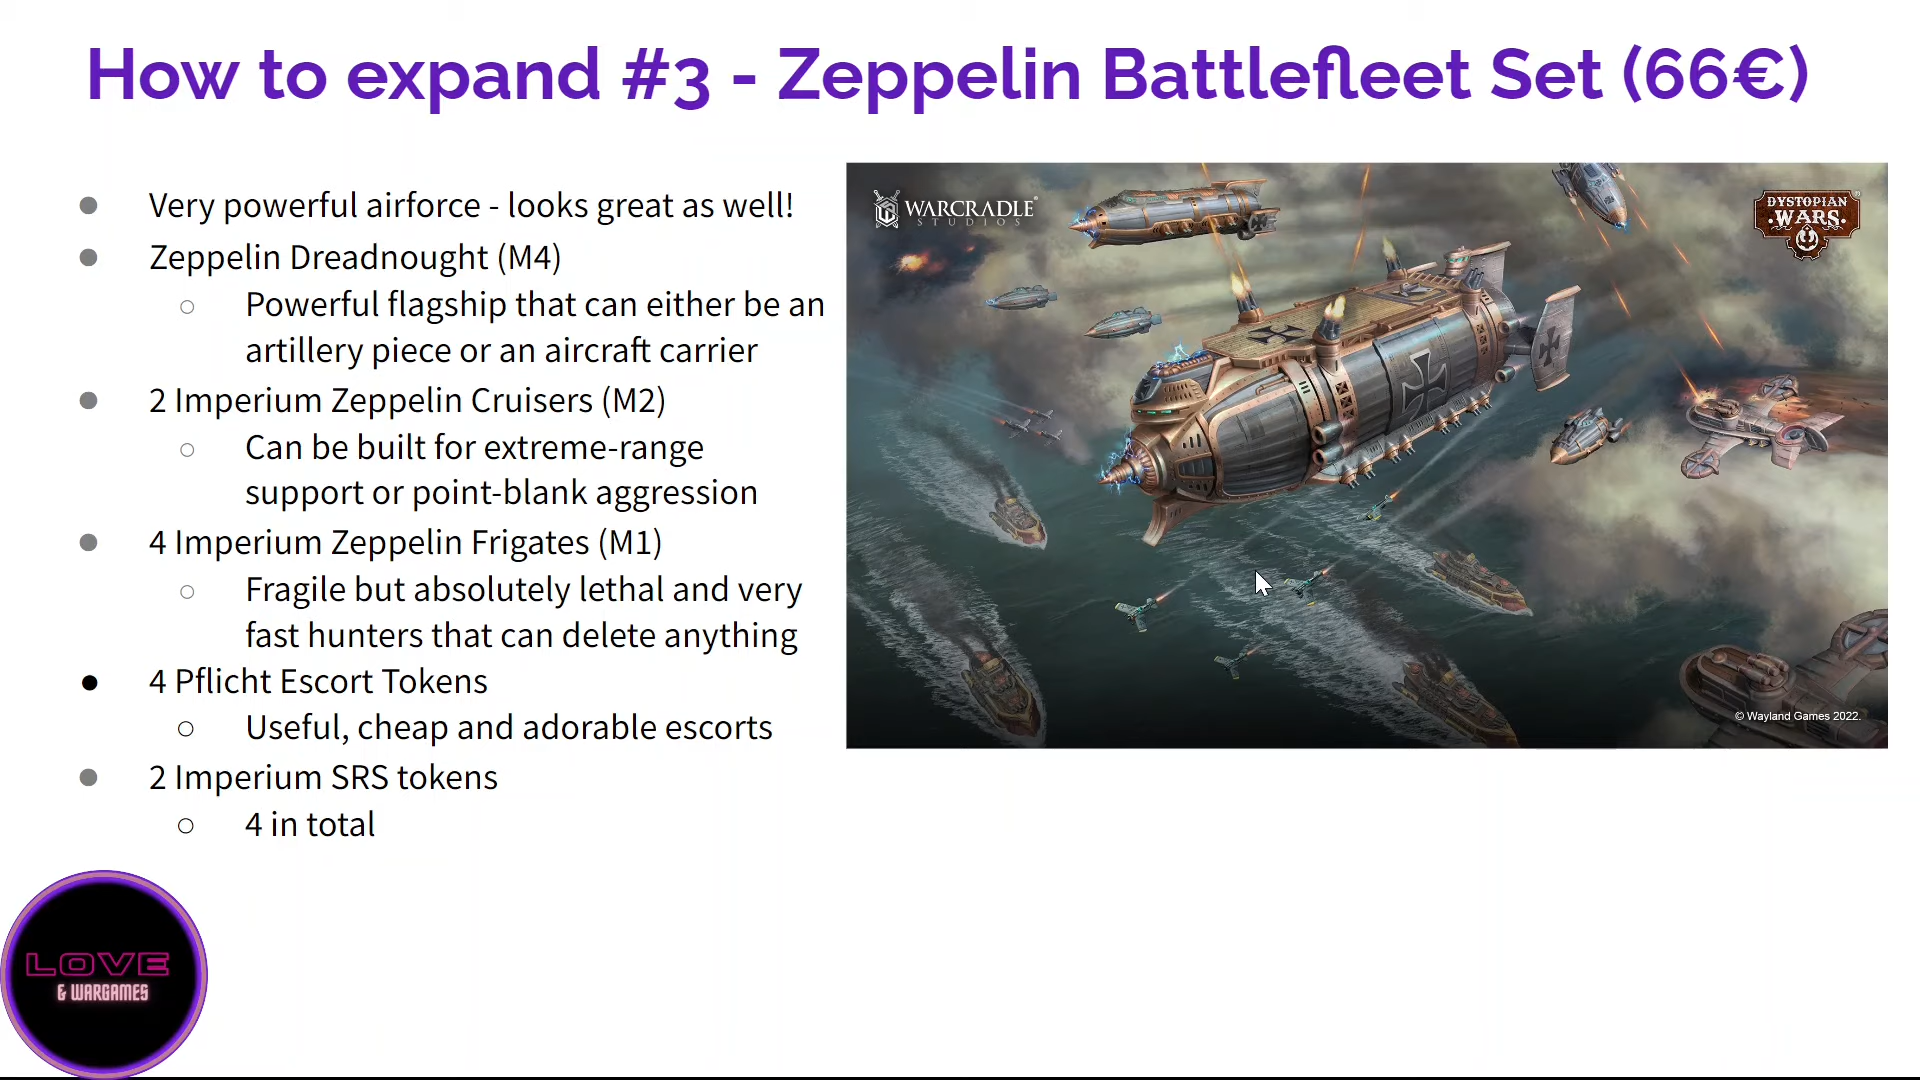 How to expand #3 - Zeppelin Battlefleet Set (66€)
Very powerful airforce - looks great as well!
Zeppelin Dreadnought (M4)
Powerful flagship that can either be an
artillery piece or an aircraft carrier
2 Imperium Zeppelin Cruisers (M2)
Can be built for extreme-range
support or point-blank aggression
4 Imperium Zeppelin Frigates (M1)
Fragile but absolutely lethal and very
fast hunters that can delete anything
4 Pflicht Escort Tokens
Useful, cheap and adorable escorts
2 Imperium SRS tokens
4 in total
WARCRADLE
STUDIOS
DYSTOPIAN
WARS
© Wayland Games 2022.
LOVE
& WARGAMES